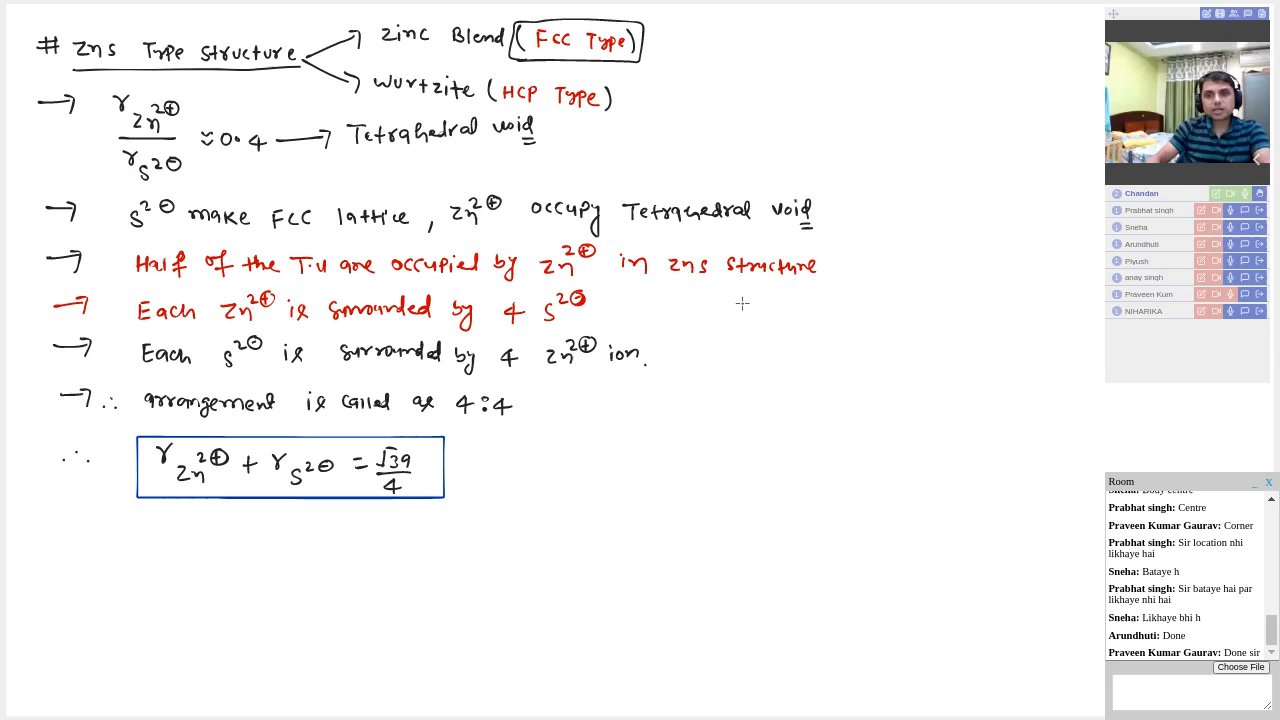 # ZnS Type Structure
Zinc Blend (FCC Type)
Wurtzite (HCP Type)
→ r Zn²⊕ / r S²⊖ ≈ 0.4 → Tetrahedral void
→ S²⊖ make FCC lattice, Zn²⊕ occupy Tetrahedral void
→ Half of the T.V are occupied by Zn²⊕ in ZnS structure
→ Each Zn²⊕ is surrounded by 4 S²⊖
→ Each S²⊖ is surrounded by 4 Zn²⊕ ion.
→ ∴ arrangement is called as 4:4
∴ r Zn²⊕ + r S²⊖ = √3a/4
Chandan
Prabhat singh
Sneha
Arundhuti
Piyush
anay singh
Praveen Kum
NIHARIKA
Room _ X
Sneha: Body centre
Prabhat singh: Centre
Praveen Kumar Gaurav: Corner
Prabhat singh: Sir location nhi
likhaye hai
Sneha: Bataye h
Prabhat singh: Sir bataye hai par
likhaye nhi hai
Sneha: Likhaye bhi h
Arundhuti: Done
Praveen Kumar Gaurav: Done sir
Choose File